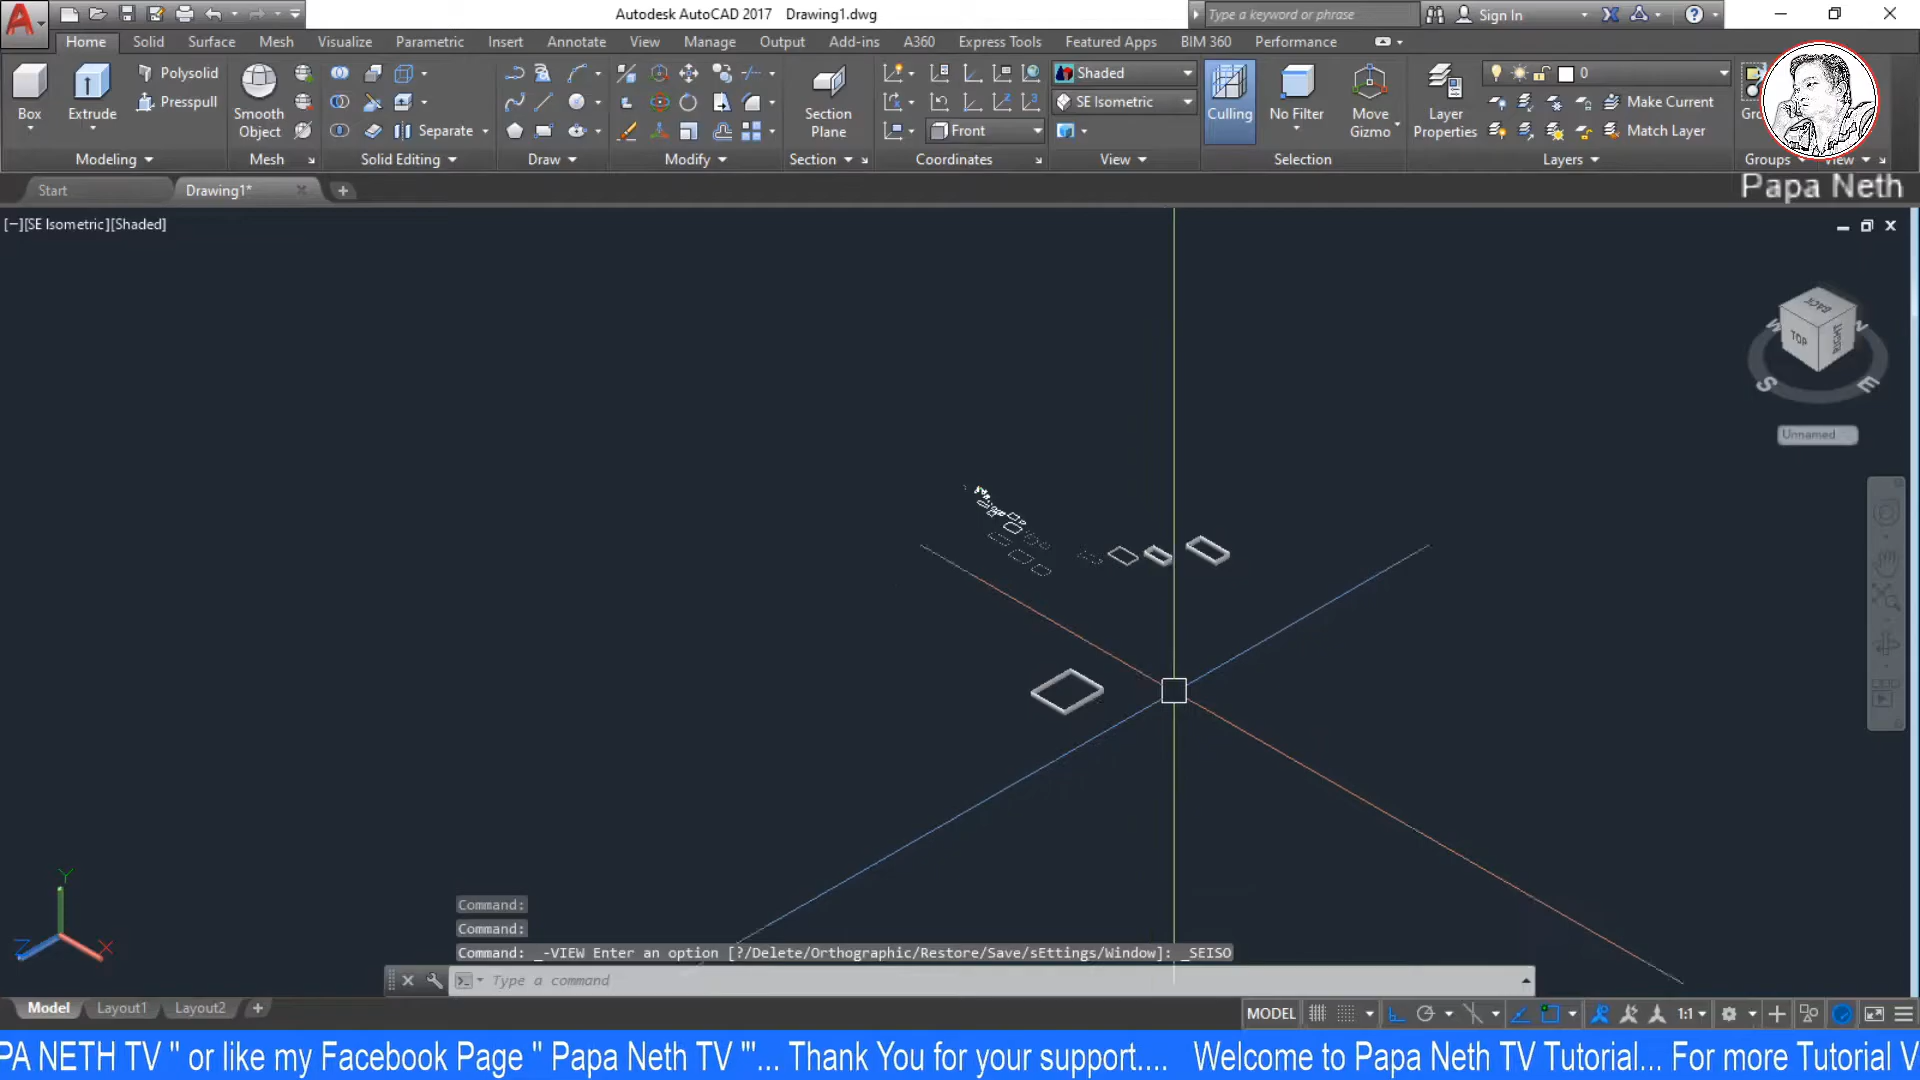 Autodesk AutoCAD 2017 Drawing1.dwg
Type a keyword or phrase
Sign In
Home Solid Surface Mesh Visualize Parametric Insert Annotate View Manage Output Add-ins A360 Express Tools Featured Apps BIM 360 Performance
Box
Extrude
Polysolid
Presspull
Smooth Object
Separate
Section Plane
Front
Shaded
SE Isometric
Culling
No Filter
Move Gizmo
Layer Properties
0
Make Current
Match Layer
Modeling
Mesh
Solid Editing
Draw
Modify
Section
Coordinates
View
Selection
Layers
Groups
View
Papa Neth
Start
Drawing1*
[−][SE Isometric][Shaded]
BACK
TOP
RIGHT
S
E
Unnamed
Y
Z
X
Command:
Command:
Command: _-VIEW Enter an option [?/Delete/Orthographic/Restore/Save/sEttings/Window]: _SEISO
Type a command
Model
Layout1
Layout2
MODEL
1:1
PA NETH TV " or like my Facebook Page " Papa Neth TV "'... Thank You for your support.... Welcome to Papa Neth TV Tutorial... For more Tutorial V